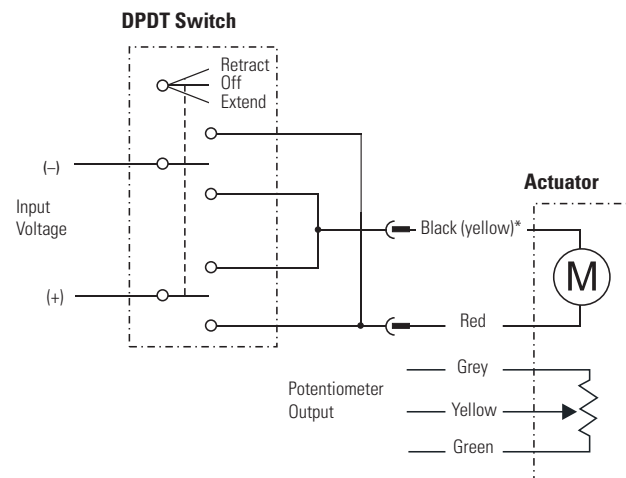 DPDT Switch
Retract
Off
Extend
(–)
Input
Voltage
(+)
Actuator
Black (yellow)*
M
Red
Grey
Potentiometer
Output
Yellow
Green